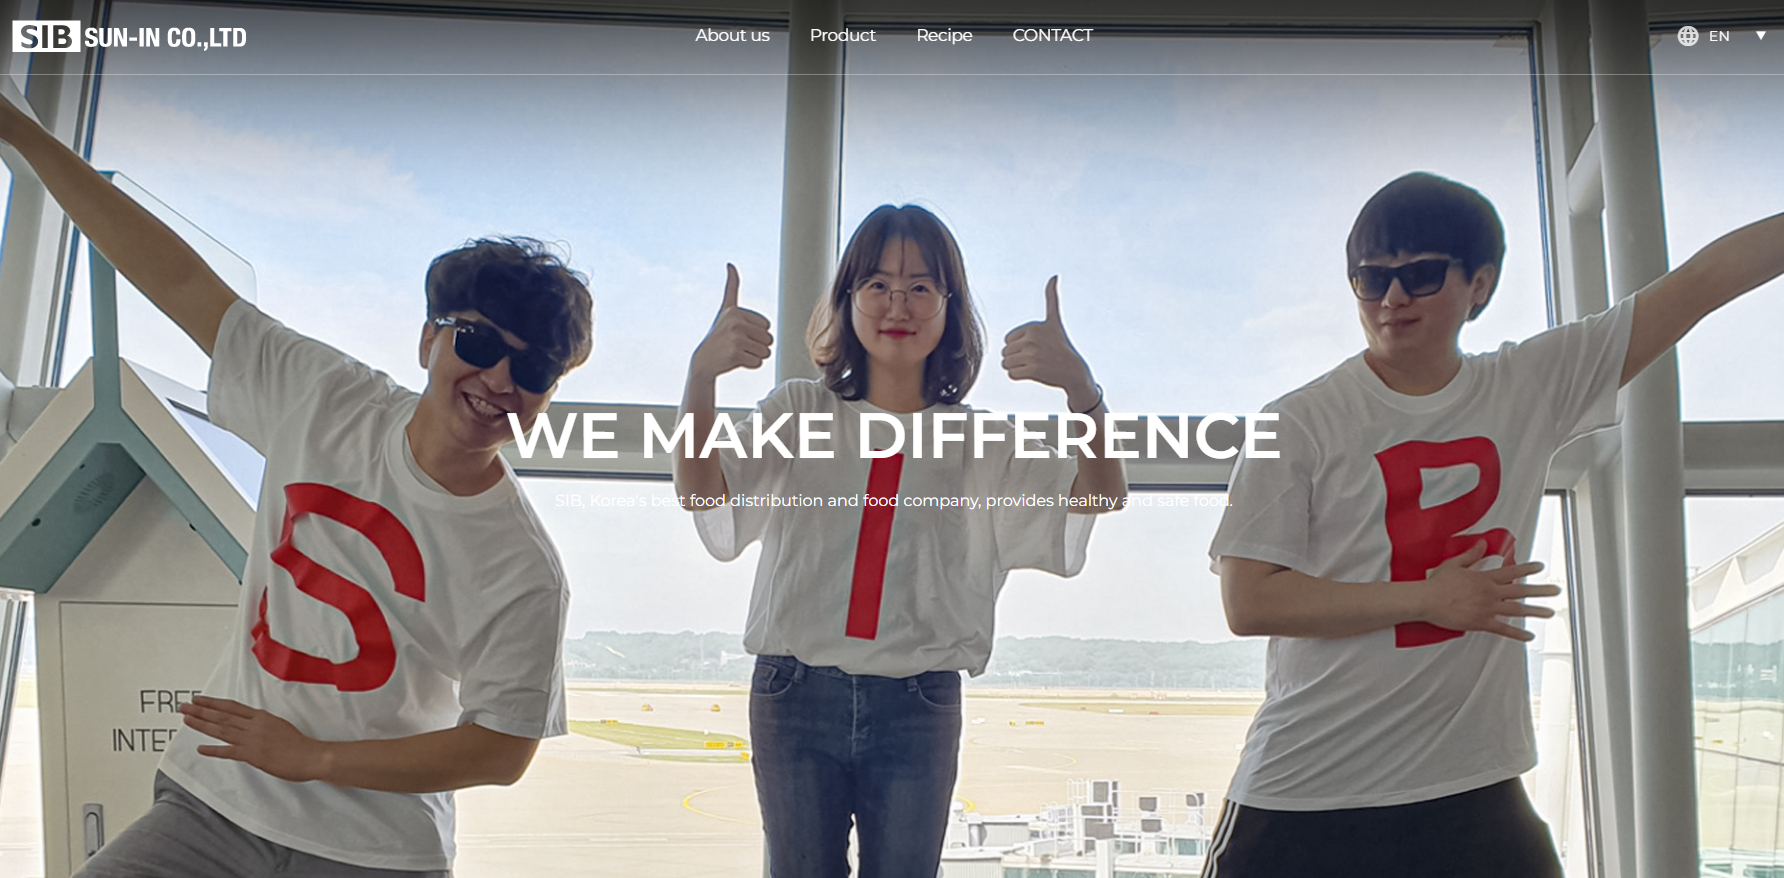 SIB SUN-IN CO.,LTD
About us Product Recipe CONTACT
EN
WE MAKE DIFFERENCE
SIB, Korea's best food distribution and food company, provides healthy and safe food.
S I B
FREE
INTER